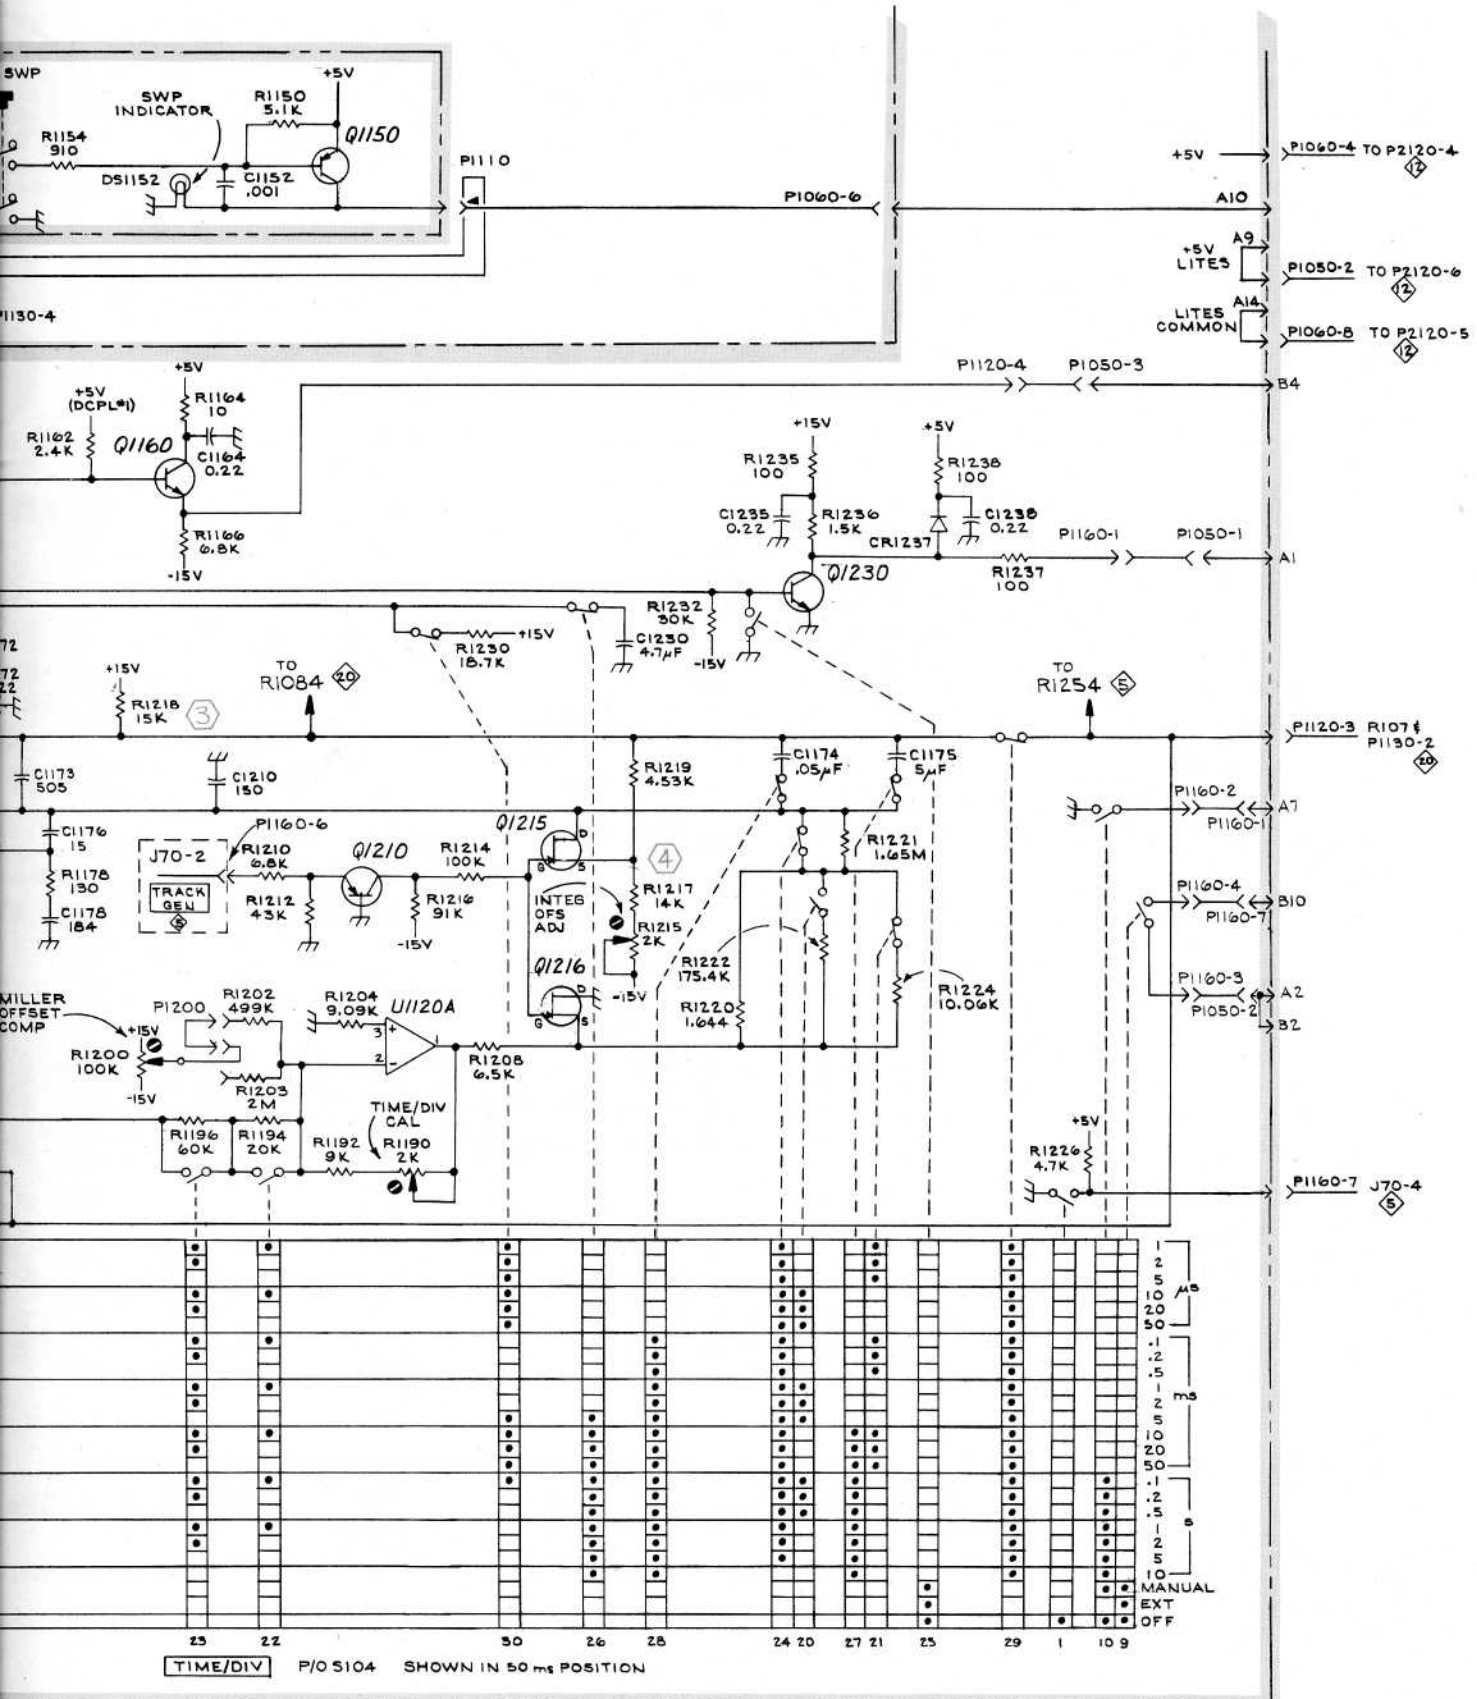 SWP
+5V
SWP
INDICATOR
R1150
5.1K
Q1150
R1154
910
DS1152
C1152
.001
P1110
P1060-6
+5V
P1060-4 TO P2120-4
12
A10
A9
+5V
LITES
P1050-2 TO P2120-6
12
A14
LITES
COMMON
P1060-8 TO P2120-5
12
P1130-4
+5V
+5V
(DCPL#1)
R1164
10
R1162
2.4K
Q1160
C1164
0.22
R1166
6.8K
-15V
P1120-4
P1050-3
B4
+15V
+5V
R1235
100
R1238
100
C1235
0.22
R1236
1.5K
C1238
0.22
CR1237
P1160-1
P1050-1
A1
R1237
100
Q1230
R1232
30K
-15V
R1230
18.7K
+15V
C1230
4.7µF
72
72
22
+15V
R1218
15K
3
TO
R1084
20
TO
R1254
5
P1120-3 R107 &
P1130-2
20
C1173
505
C1210
150
R1219
4.53K
C1174
.05µF
C1175
5µF
P1160-2
A7
P1160-1
C1176
15
R1178
130
C1178
184
J70-2
TRACK
GEN
5
P1160-6
R1210
6.8K
R1212
43K
Q1210
R1214
100K
R1216
91K
-15V
Q1215
D
G
S
4
INTEG
OFS
ADJ
R1217
14K
R1215
2K
-15V
R1221
1.65M
P1160-4
B10
P1160-7
R1222
175.4K
R1224
10.06K
R1220
1.644
P1160-3
A2
P1050-2
B2
Q1216
D
G
S
MILLER
OFFSET
COMP
+15V
R1200
100K
-15V
P1200
R1202
499K
R1203
2M
R1204
9.09K
3
+
2
-
1
U1120A
R1208
6.5K
R1196
60K
R1194
20K
R1192
9K
TIME/DIV
CAL
R1190
2K
+5V
R1226
4.7K
P1160-7 J70-4
5
1
2
5
10
20
50
µs
.1
.2
.5
1
2
5
10
20
50
ms
.1
.2
.5
1
2
5
10
s
MANUAL
EXT
OFF
23 22 30 26 28 24 20 27 21 25 29 1 10 9
TIME/DIV P/O S104 SHOWN IN 50 ms POSITION